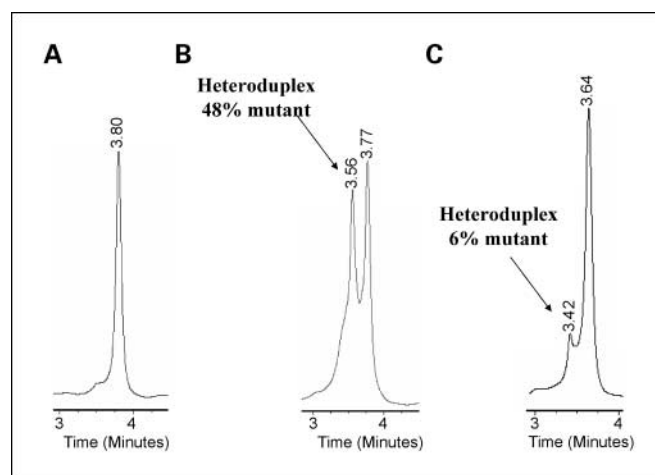 A
3.80
3 4
Time (Minutes)
B
Heteroduplex
48% mutant
3.56
3.77
3 4
Time (Minutes)
C
3.64
Heteroduplex
6% mutant
3.42
3 4
Time (Minutes)